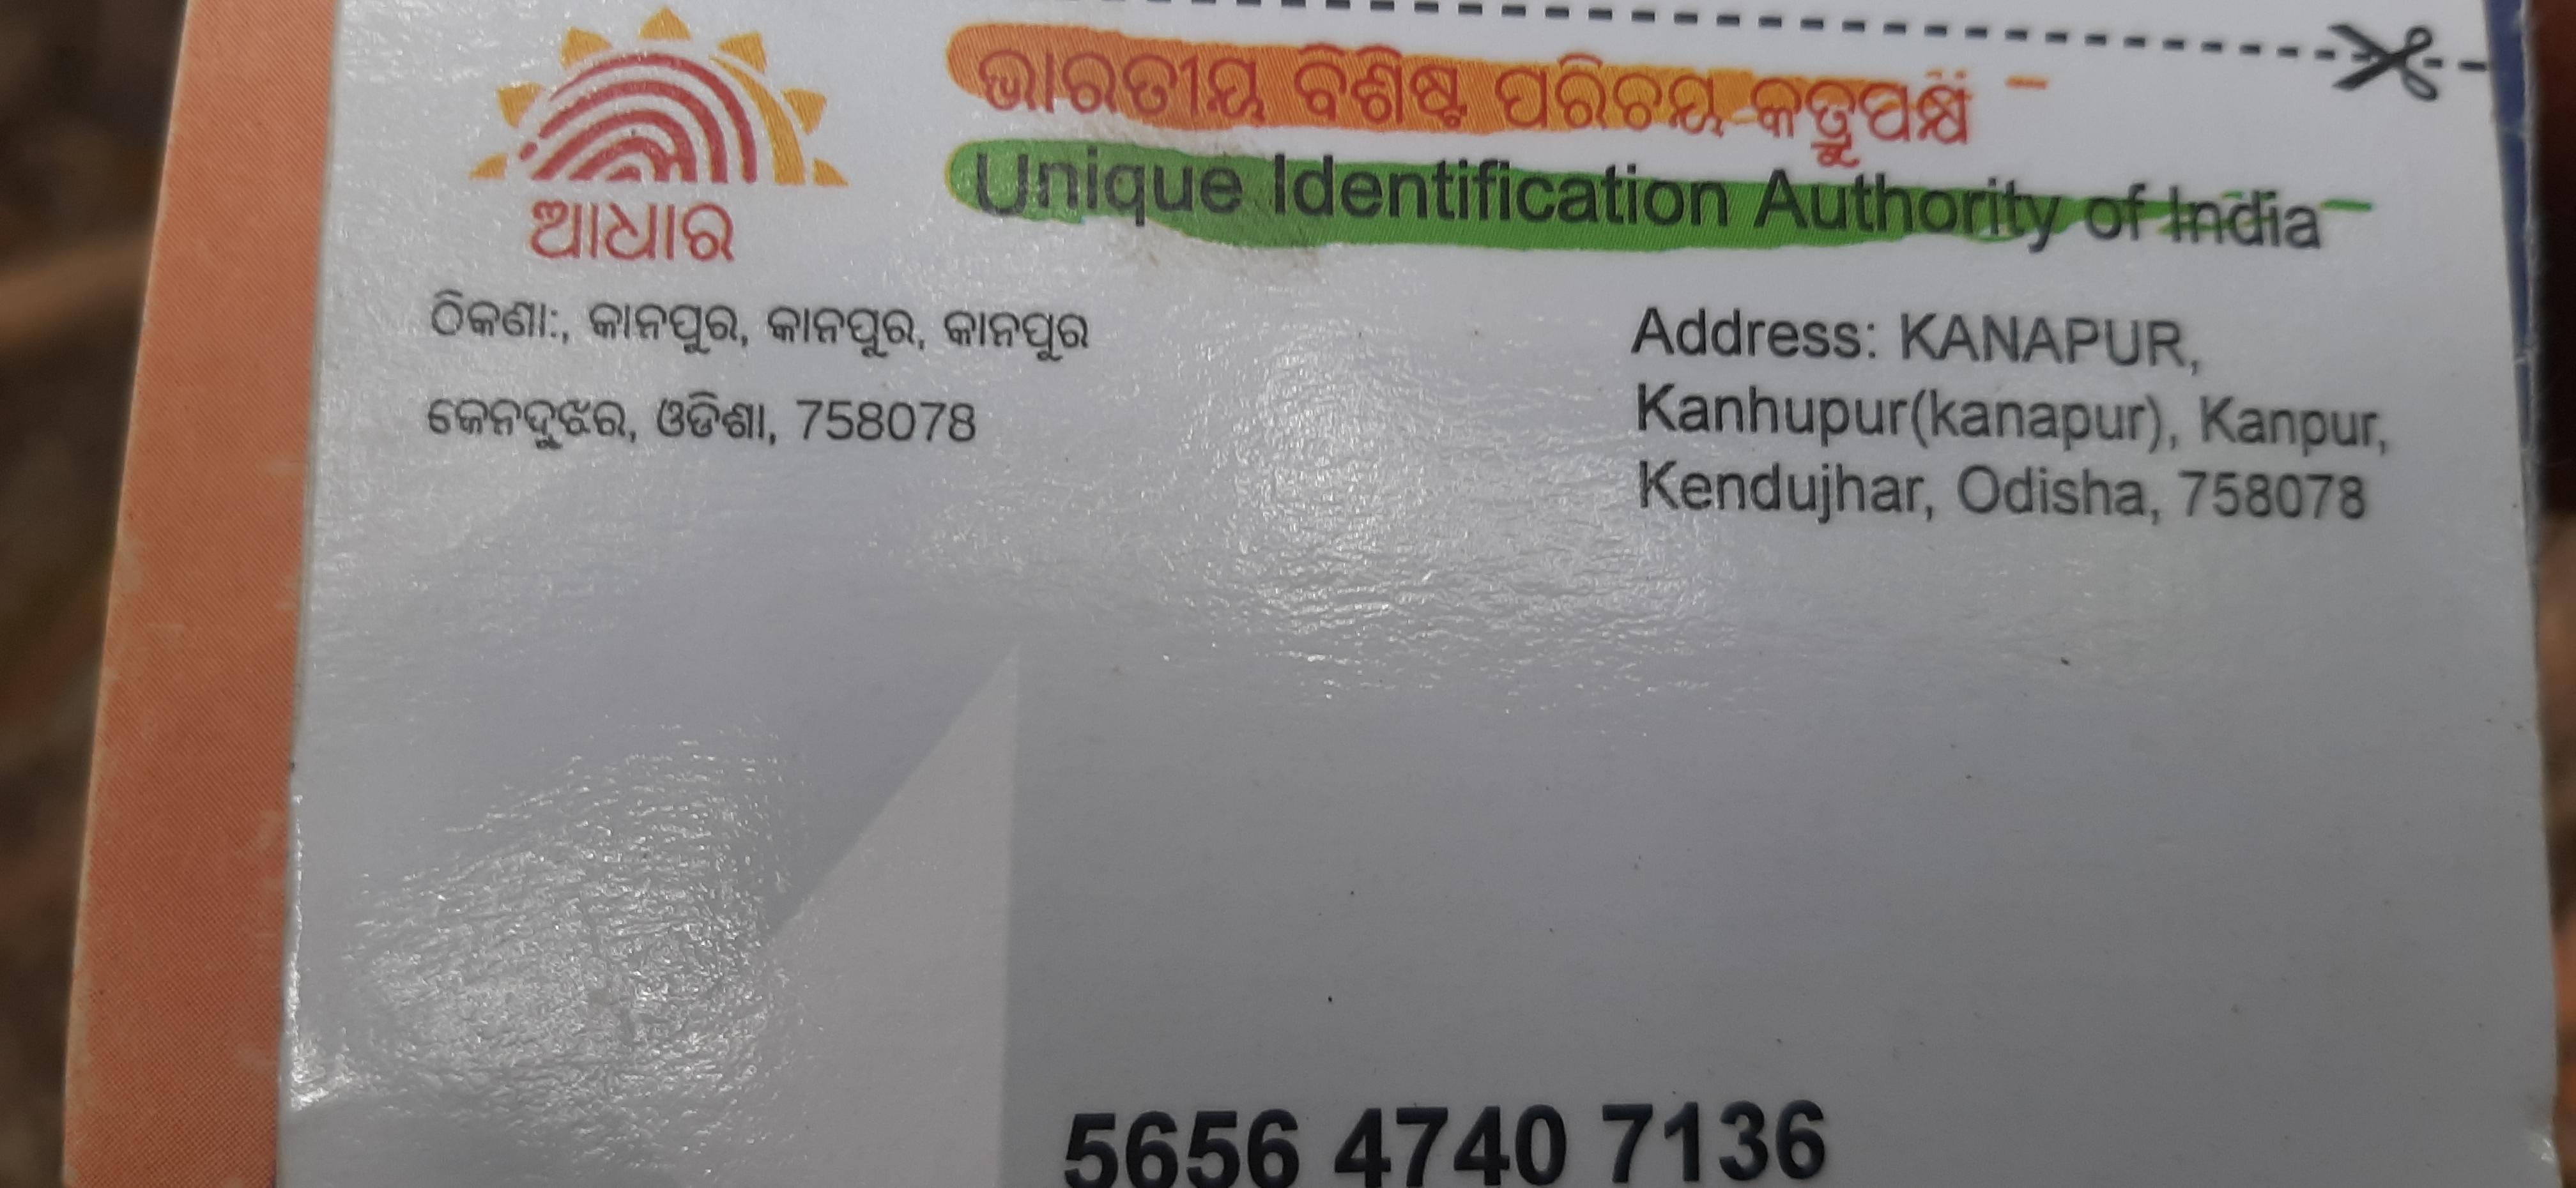 ଭାରତୀୟ ବିଶିଷ୍ଟ ପରିଚୟ କର୍ତ୍ତୃପକ୍ଷ
Unique Identification Authority of India
ଆଧାର
ଠିକଣା:, କାନପୁର, କାନପୁର, କାନପୁର
କେନଦୁଝର, ଓଡିଶା, 758078
Address: KANAPUR,
Kanhupur(kanapur), Kanpur,
Kendujhar, Odisha, 758078
5656 4740 7136